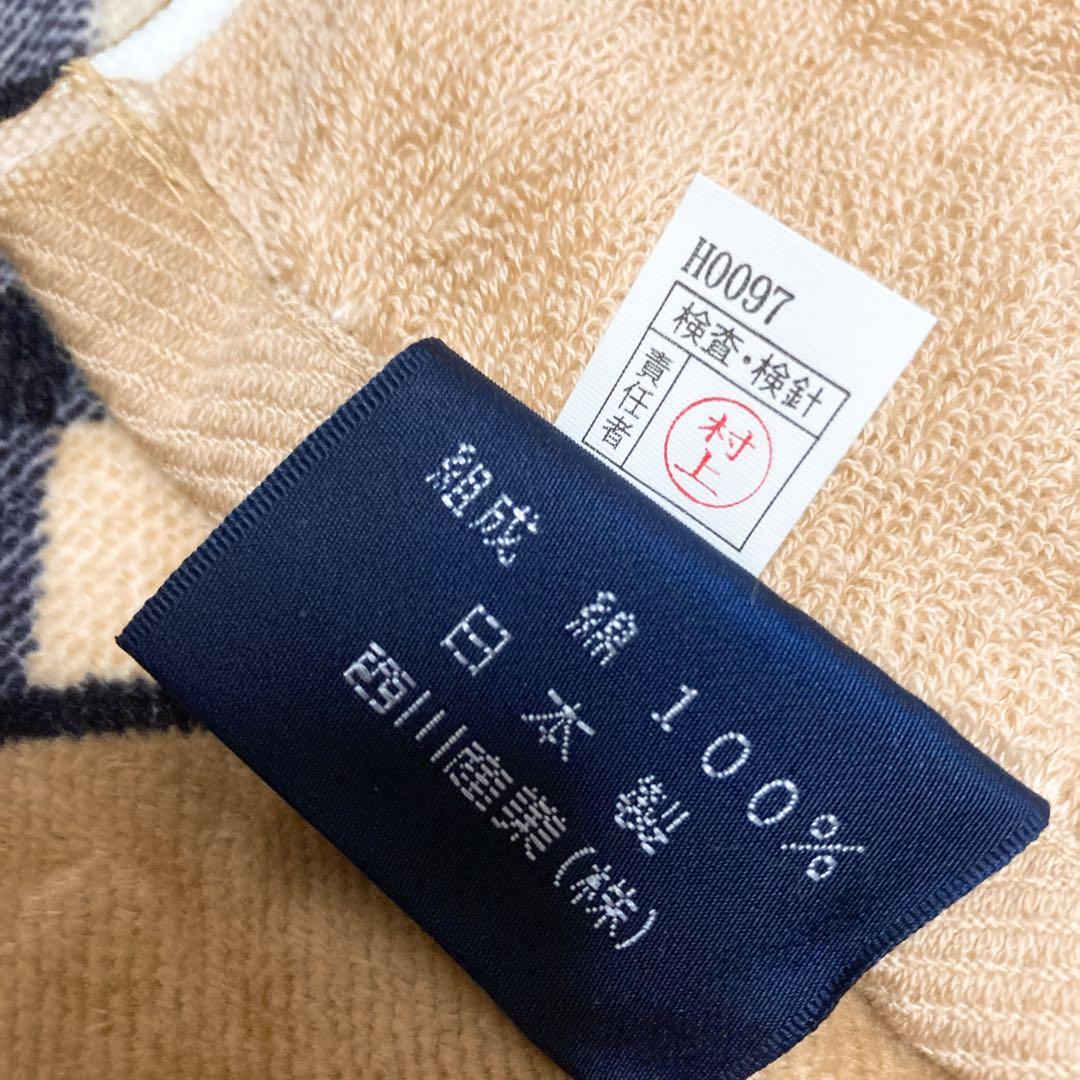 H0097
検査・検針
責任者
村上
組成 綿 100%
日本製
西川産業(株)